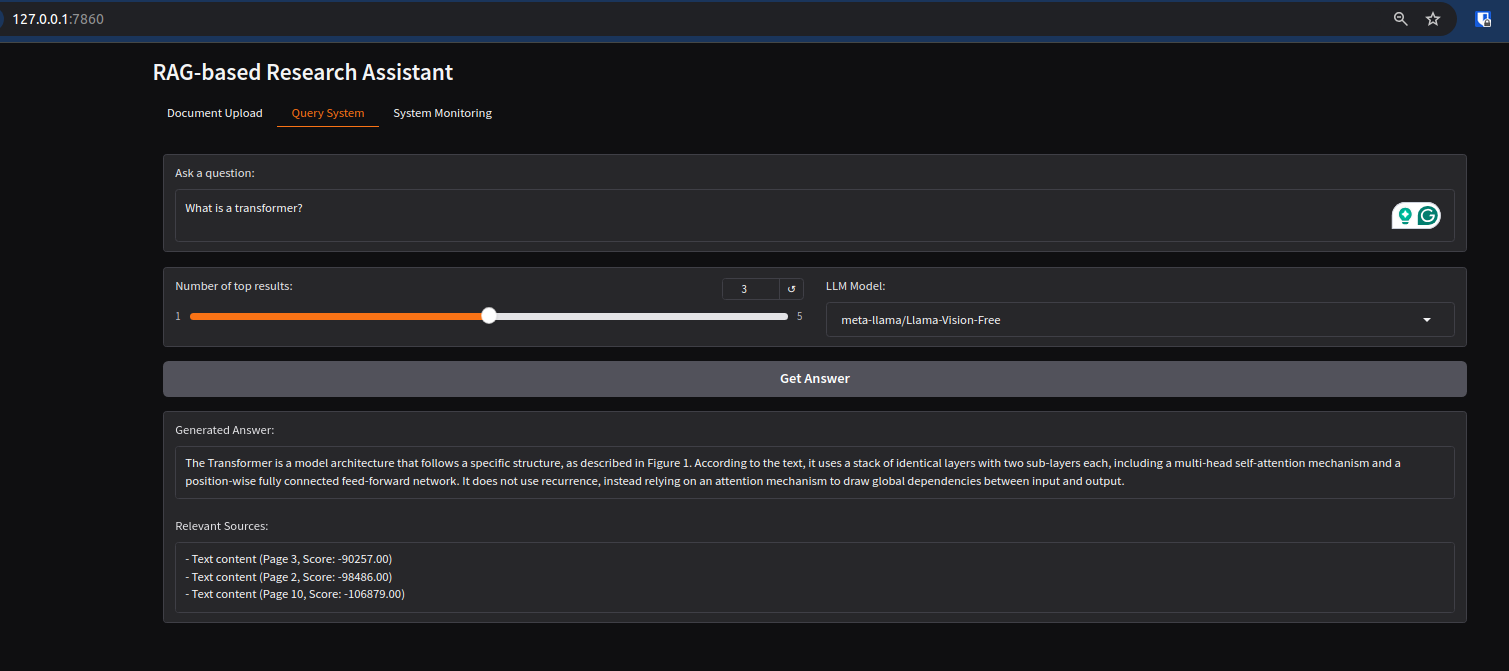 127.0.0.1:7860
RAG-based Research Assistant
Document Upload Query System System Monitoring
Ask a question:
What is a transformer?
Number of top results:
3
1
5
LLM Model:
meta-llama/Llama-Vision-Free
Get Answer
Generated Answer:
The Transformer is a model architecture that follows a specific structure, as described in Figure 1. According to the text, it uses a stack of identical layers with two sub-layers each, including a multi-head self-attention mechanism and a
position-wise fully connected feed-forward network. It does not use recurrence, instead relying on an attention mechanism to draw global dependencies between input and output.
Relevant Sources:
- Text content (Page 3, Score: -90257.00)
- Text content (Page 2, Score: -98486.00)
- Text content (Page 10, Score: -106879.00)